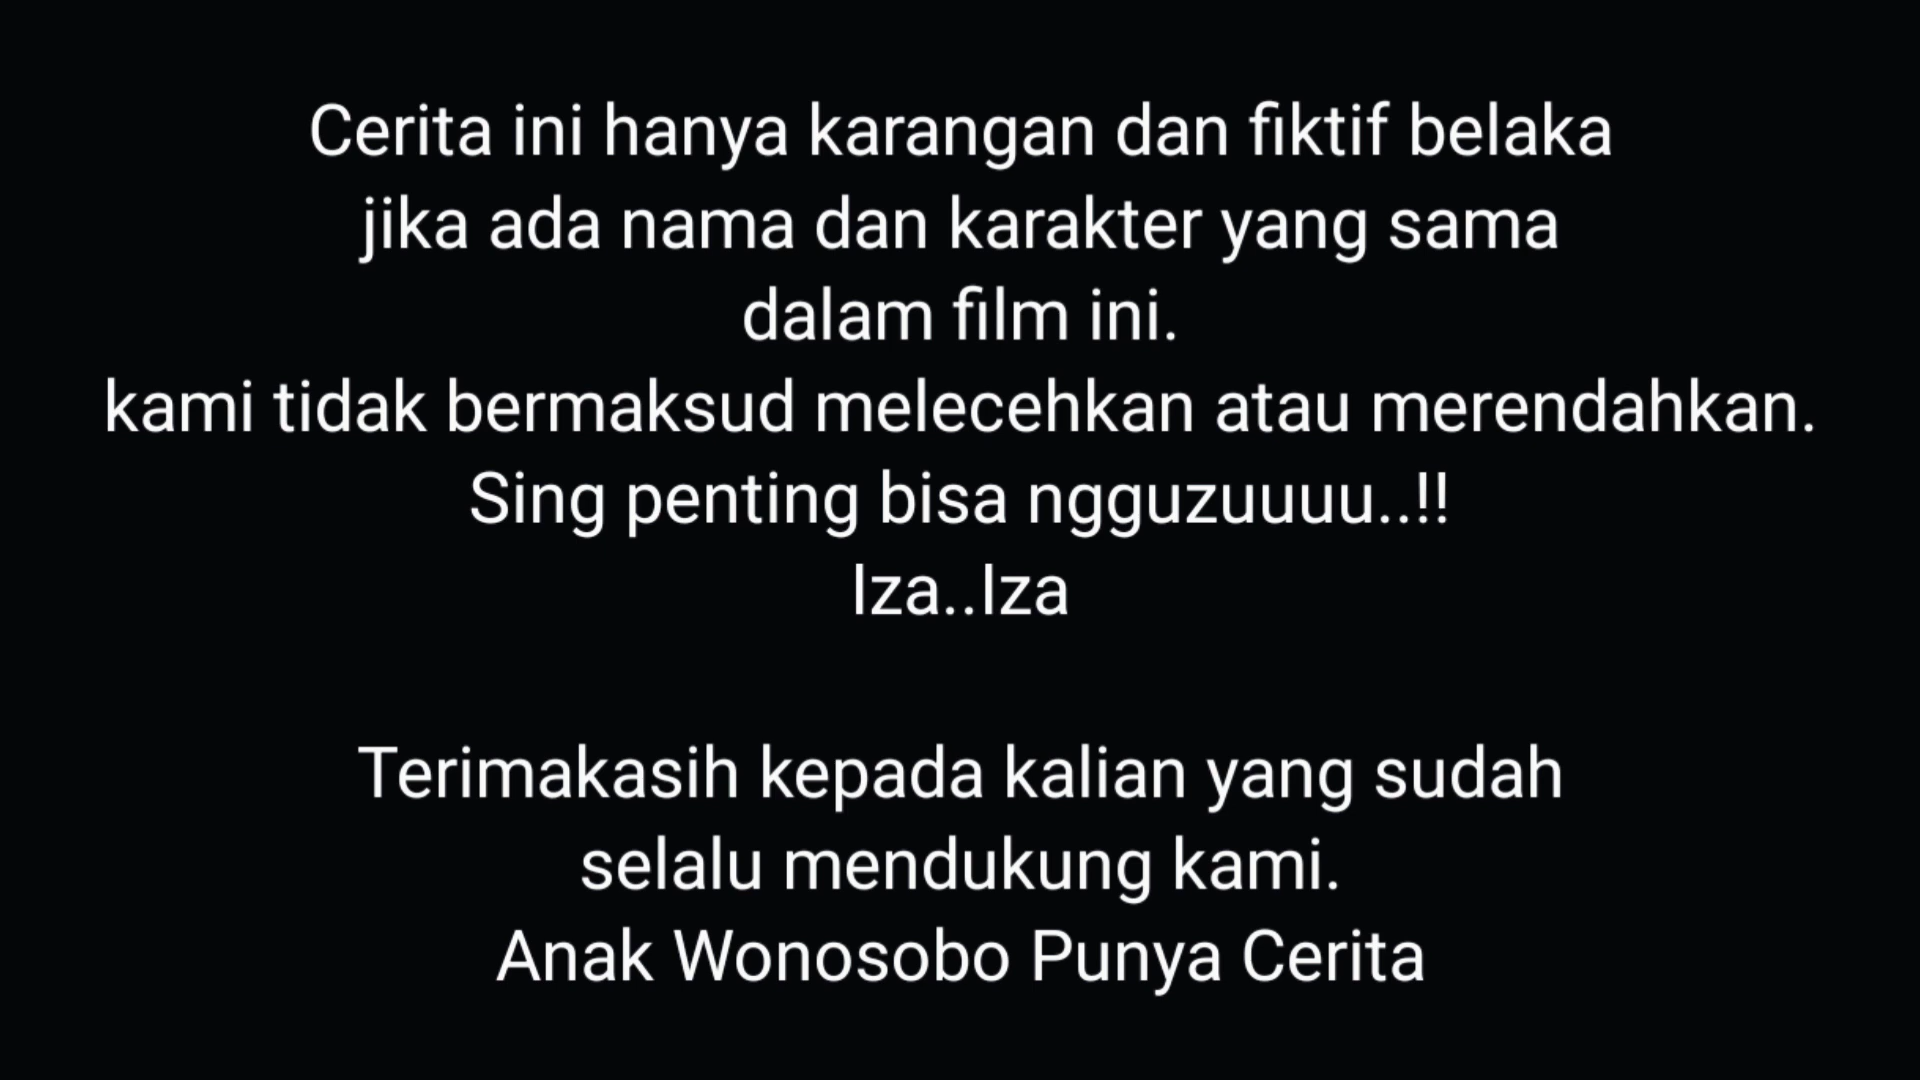 Cerita ini hanya karangan dan fiktif belaka
jika ada nama dan karakter yang sama
dalam film ini.
kami tidak bermaksud melecehkan atau merendahkan.
Sing penting bisa ngguzuuuu..!!
Iza..Iza
Terimakasih kepada kalian yang sudah
selalu mendukung kami.
Anak Wonosobo Punya Cerita